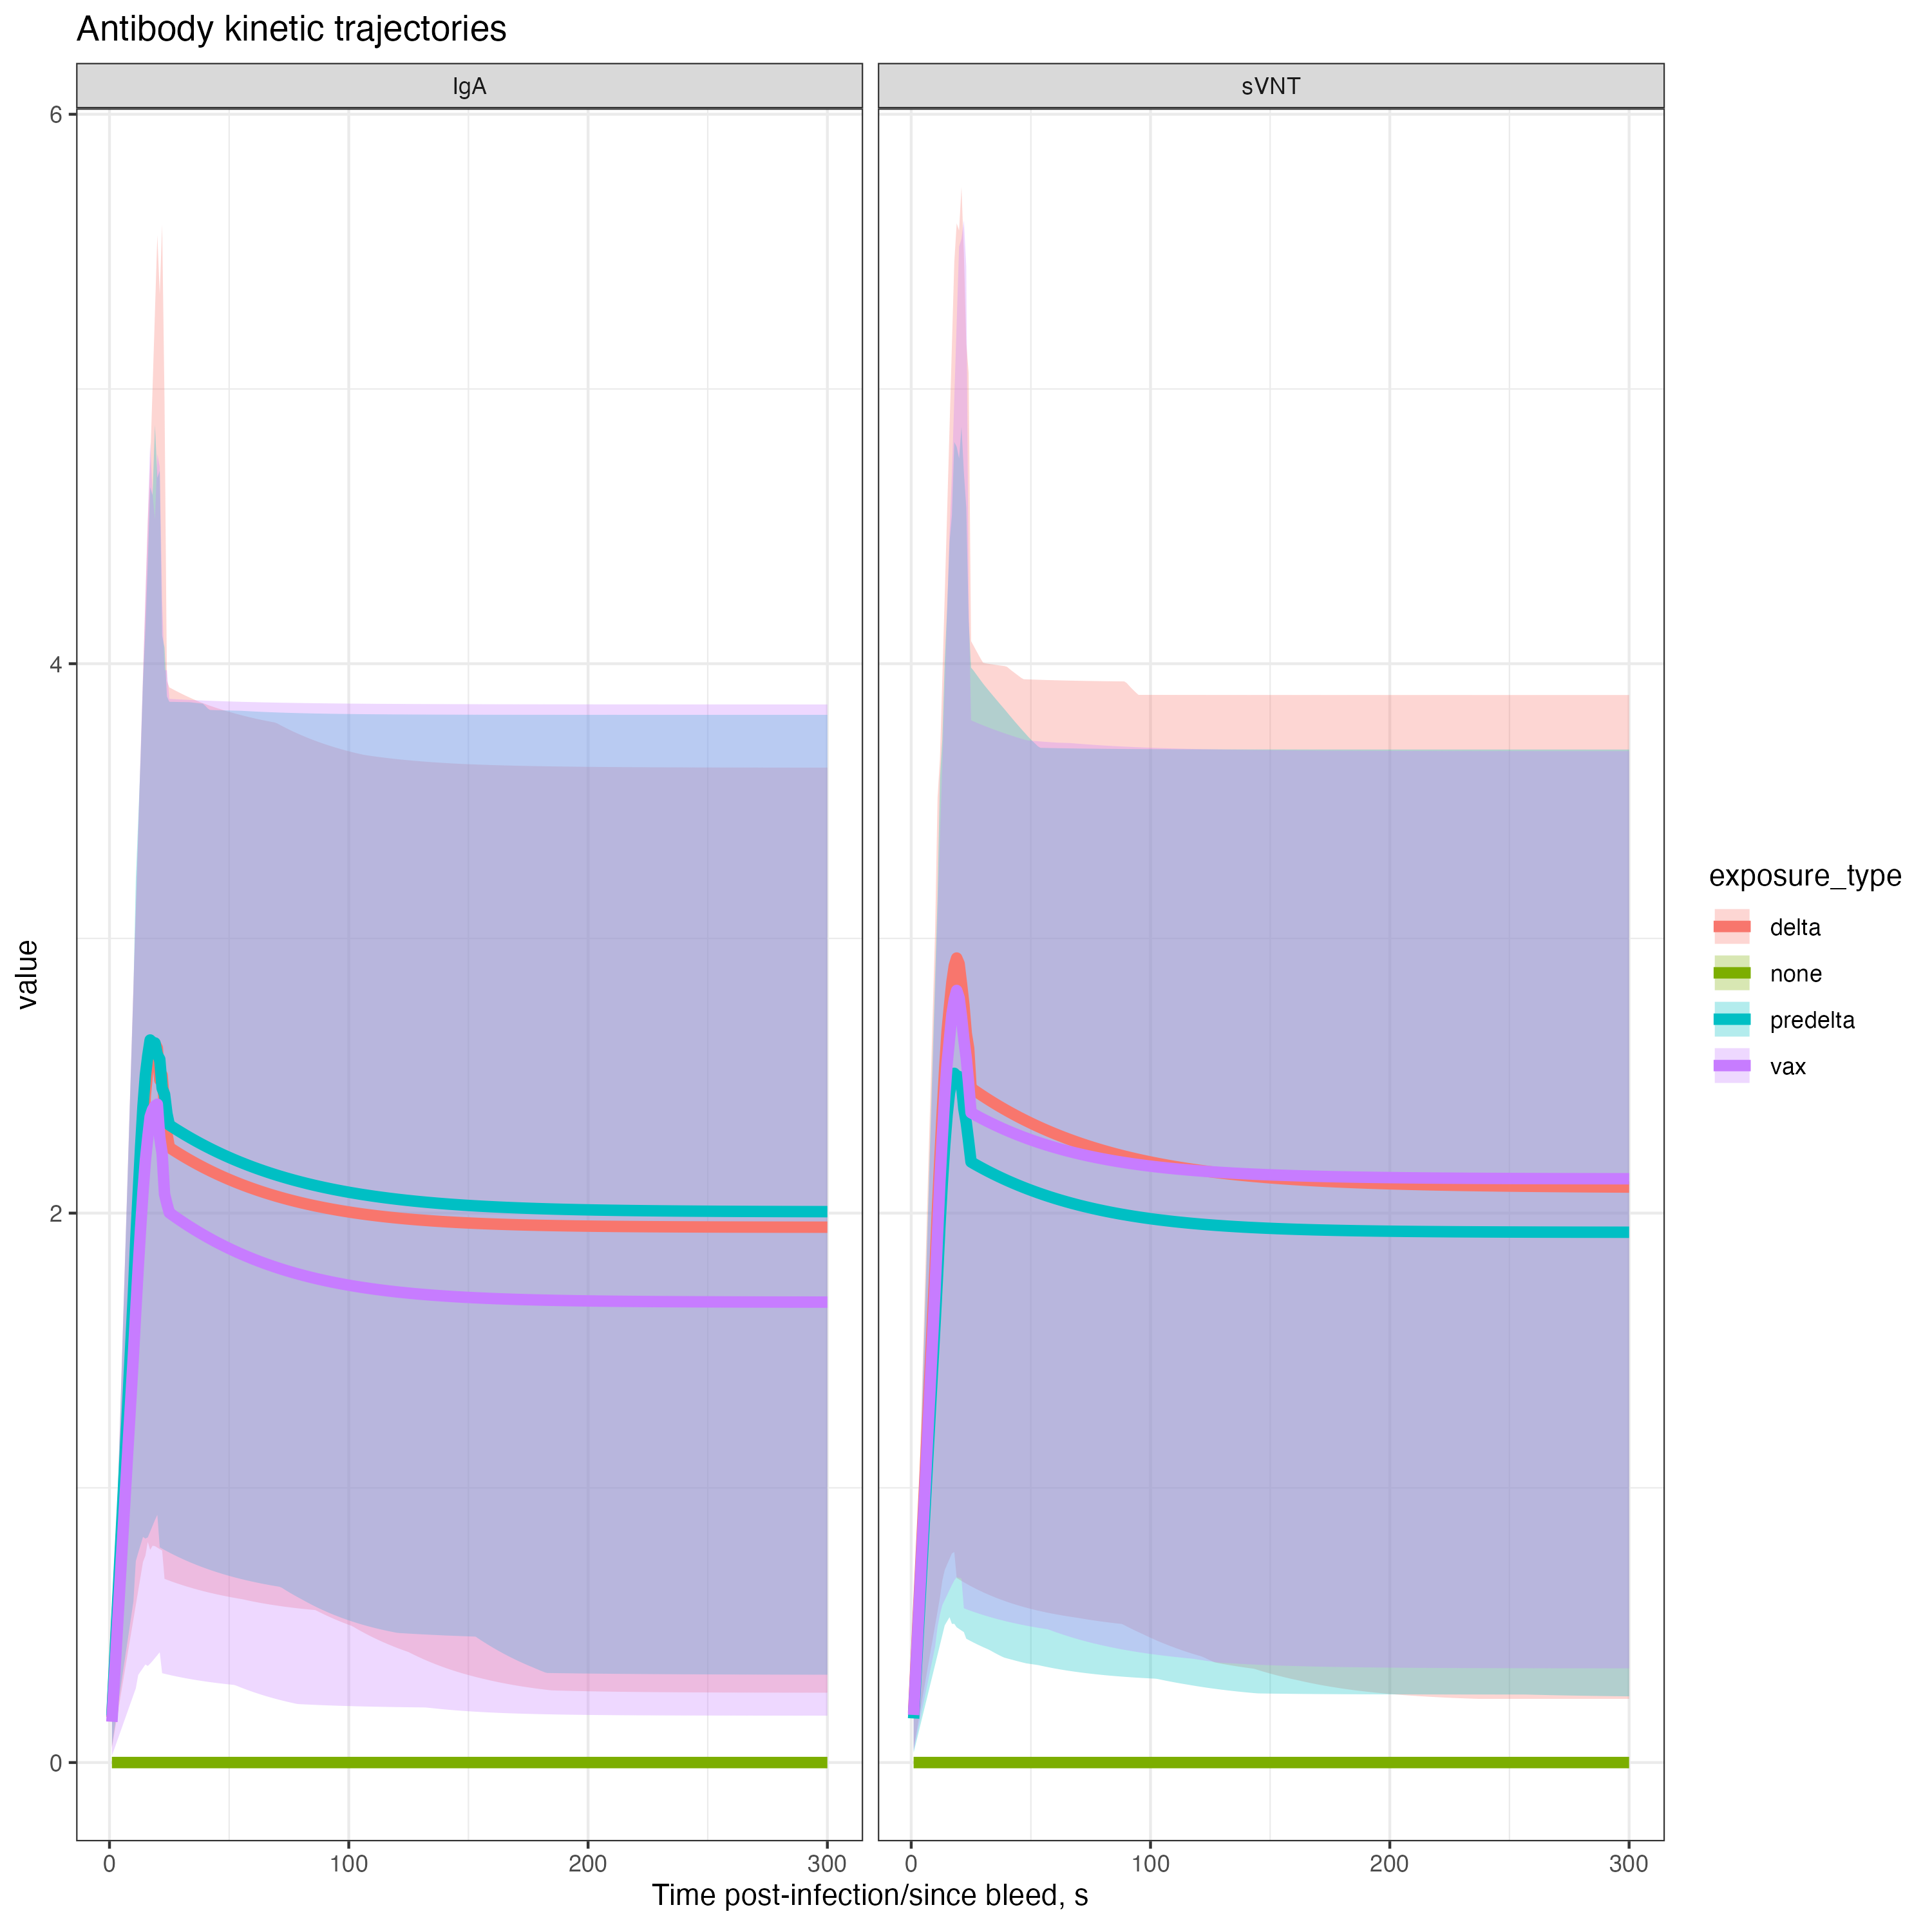 Antibody kinetic trajectories
IgA
sVNT
6
4
2
0
value
0 100 200 300
0 100 200 300
Time post-infection/since bleed, s
exposure_type
delta
none
predelta
vax